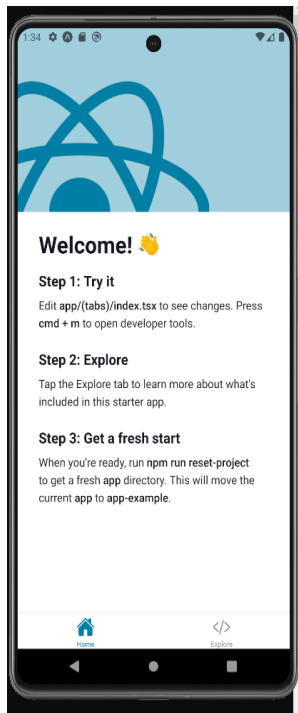 1:34
Welcome! 👋
Step 1: Try it
Edit app/(tabs)/index.tsx to see changes. Press
cmd + m to open developer tools.
Step 2: Explore
Tap the Explore tab to learn more about what's
included in this starter app.
Step 3: Get a fresh start
When you're ready, run npm run reset-project
to get a fresh app directory. This will move the
current app to app-example.
Home
Explore